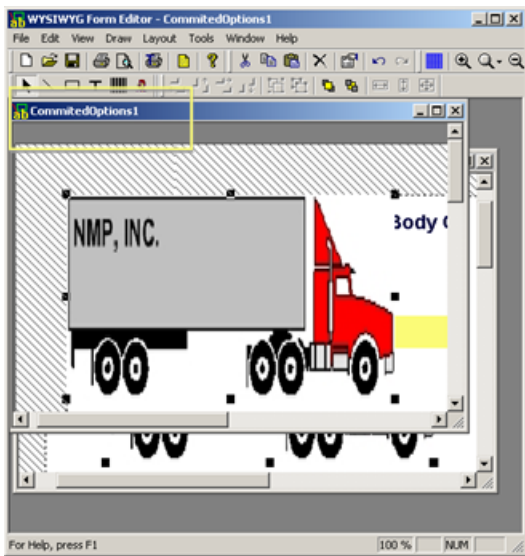 WYSIWYG Form Editor - CommitedOptions1
File Edit View Draw Layout Tools Window Help
CommitedOptions1
NMP, INC.
Body
For Help, press F1
100 %
NUM